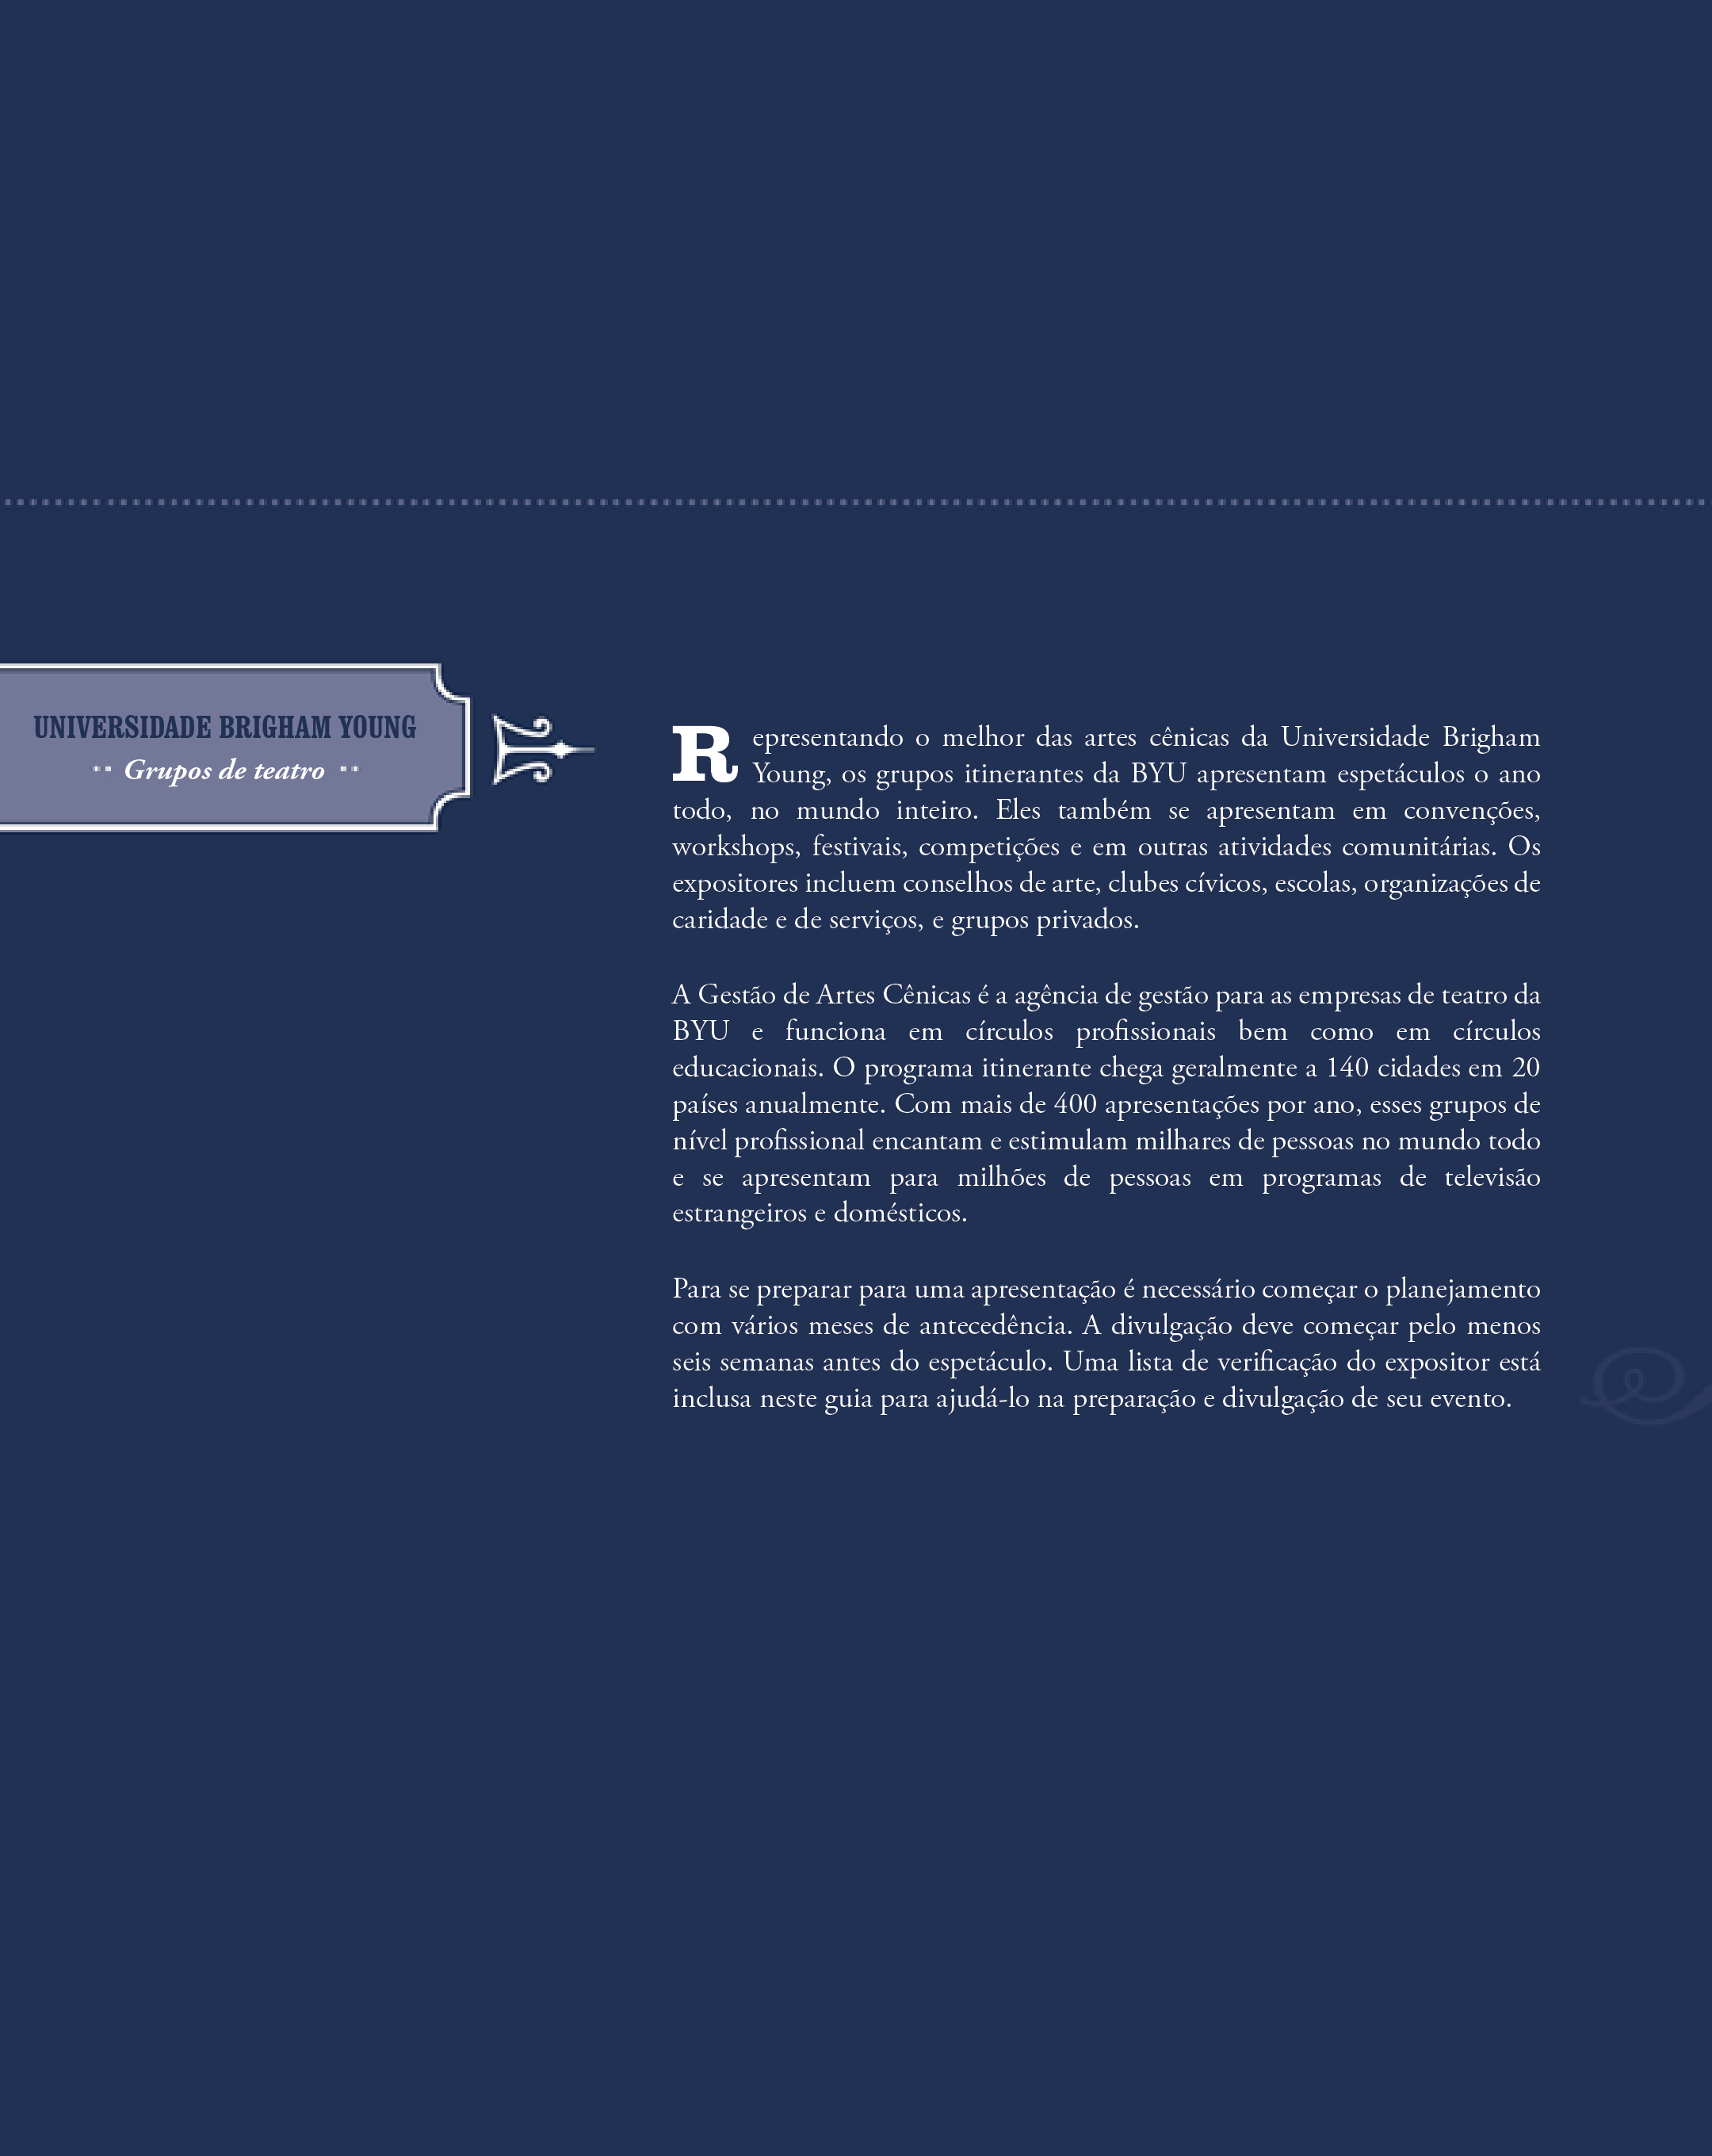 UNIVERSIDADE BRIGHAM YOUNG
Grupos de teatro
Representando o melhor das artes cênicas da Universidade Brigham
Young, os grupos itinerantes da BYU apresentam espetáculos o ano
todo, no mundo inteiro. Eles também se apresentam em convenções,
workshops, festivais, competições e em outras atividades comunitárias. Os
expositores incluem conselhos de arte, clubes cívicos, escolas, organizações de
caridade e de serviços, e grupos privados.
A Gestão de Artes Cênicas é a agência de gestão para as empresas de teatro da
BYU e funciona em círculos profissionais bem como em círculos
educacionais. O programa itinerante chega geralmente a 140 cidades em 20
países anualmente. Com mais de 400 apresentações por ano, esses grupos de
nível profissional encantam e estimulam milhares de pessoas no mundo todo
e se apresentam para milhões de pessoas em programas de televisão
estrangeiros e domésticos.
Para se preparar para uma apresentação é necessário começar o planejamento
com vários meses de antecedência. A divulgação deve começar pelo menos
seis semanas antes do espetáculo. Uma lista de verificação do expositor está
inclusa neste guia para ajudá-lo na preparação e divulgação de seu evento.